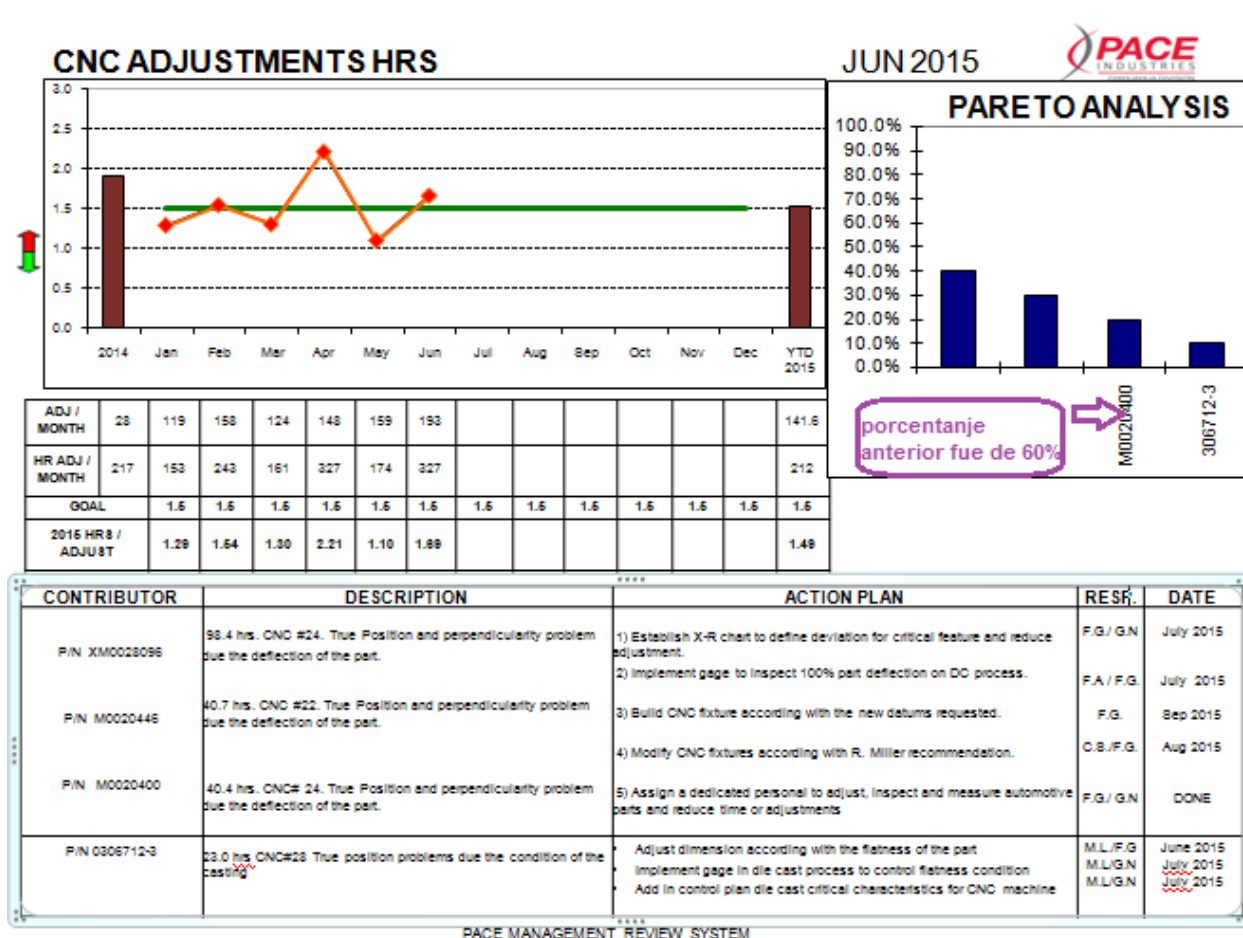 CNC ADJUSTMENTS HRS
JUN 2015
PACE
INDUSTRIES
3.0
2.5
2.0
1.5
1.0
0.5
0.0
2014 Jan Feb Mar Apr May Jun Jul Aug Sep Oct Nov Dec YTD
2015
PARETO ANALYSIS
100.0%
90.0%
80.0%
70.0%
60.0%
50.0%
40.0%
30.0%
20.0%
10.0%
0.0%
M0020400
306712-3
porcentanje
anterior fue de 60%
ADJ /
MONTH 28 119 158 124 148 159 193 141.6
HR ADJ /
MONTH 217 153 243 161 327 174 327 212
GOAL 1.5 1.5 1.5 1.5 1.5 1.5 1.5 1.5 1.5 1.5 1.5 1.5 1.5
2015 HRS /
ADJUST 1.29 1.54 1.30 2.21 1.10 1.69 1.49
CONTRIBUTOR DESCRIPTION ACTION PLAN RESP. DATE
P/N XM0028096
98.4 hrs. CNC #24. True Position and perpendicularity problem
due the deflection of the part.
1) Establish X-R chart to define deviation for critical feature and reduce
adjustment.
F.G./ G.N July 2015
2) Implement gage to inspect 100% part deflection on DC process.
F.A / F.G. July 2015
P/N M0020446
40.7 hrs. CNC #22. True Position and perpendicularity problem
due the deflection of the part.
3) Build CNC fixture according with the new datums requested.
F.G. Sep 2015
4) Modify CNC fixtures according with R. Miller recommendation.
C.S./F.G. Aug 2015
P/N M0020400
40.4 hrs. CNC# 24. True Position and perpendicularity problem
due the deflection of the part.
5) Assign a dedicated personal to adjust, inspect and measure automotive
parts and reduce time or adjustments
F.G./ G.N DONE
P/N 0306712-3
23.0 hrs CNC#28 True position problems due the condition of the
casting
• Adjust dimension according with the flatness of the part
M.L./F.G June 2015
• Implement gage in die cast process to control flatness condition
M.L/G.N July 2015
• Add in control plan die cast critical characteristics for CNC machine
M.L/G.N July 2015
PACE MANAGEMENT REVIEW SYSTEM